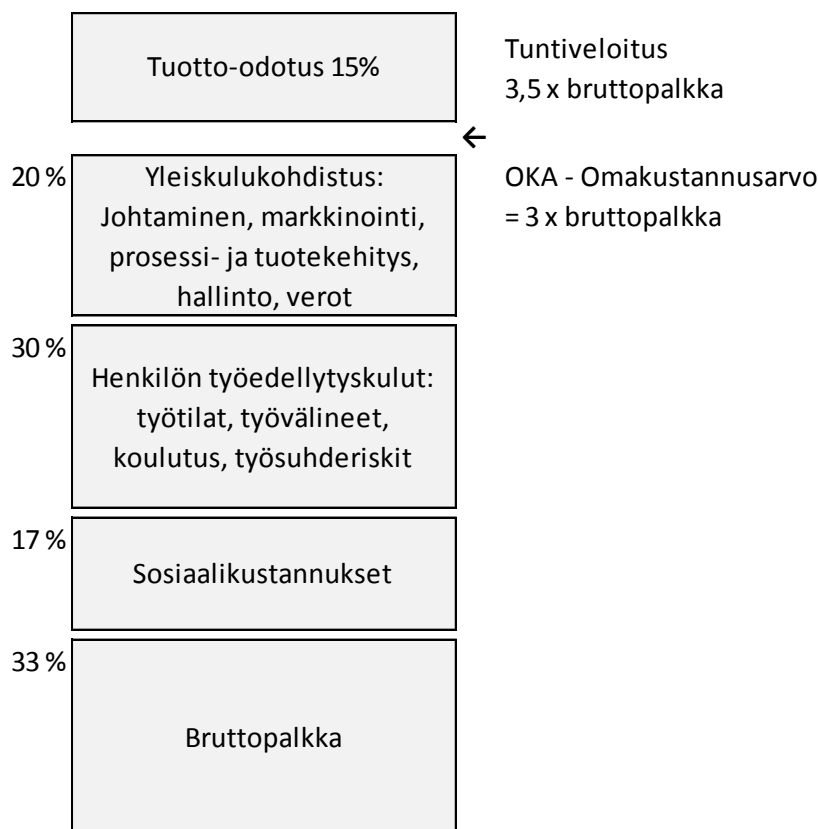 Tuotto-odotus 15%
Tuntiveloitus
3,5 x bruttopalkka
←
20 %
Yleiskulukohdistus:
Johtaminen, markkinointi,
prosessi- ja tuotekehitys,
hallinto, verot
OKA - Omakustannusarvo
= 3 x bruttopalkka
30 %
Henkilön työedellytyskulut:
työtilat, työvälineet,
koulutus, työsuhderiskit
17 %
Sosiaalikustannukset
33 %
Bruttopalkka